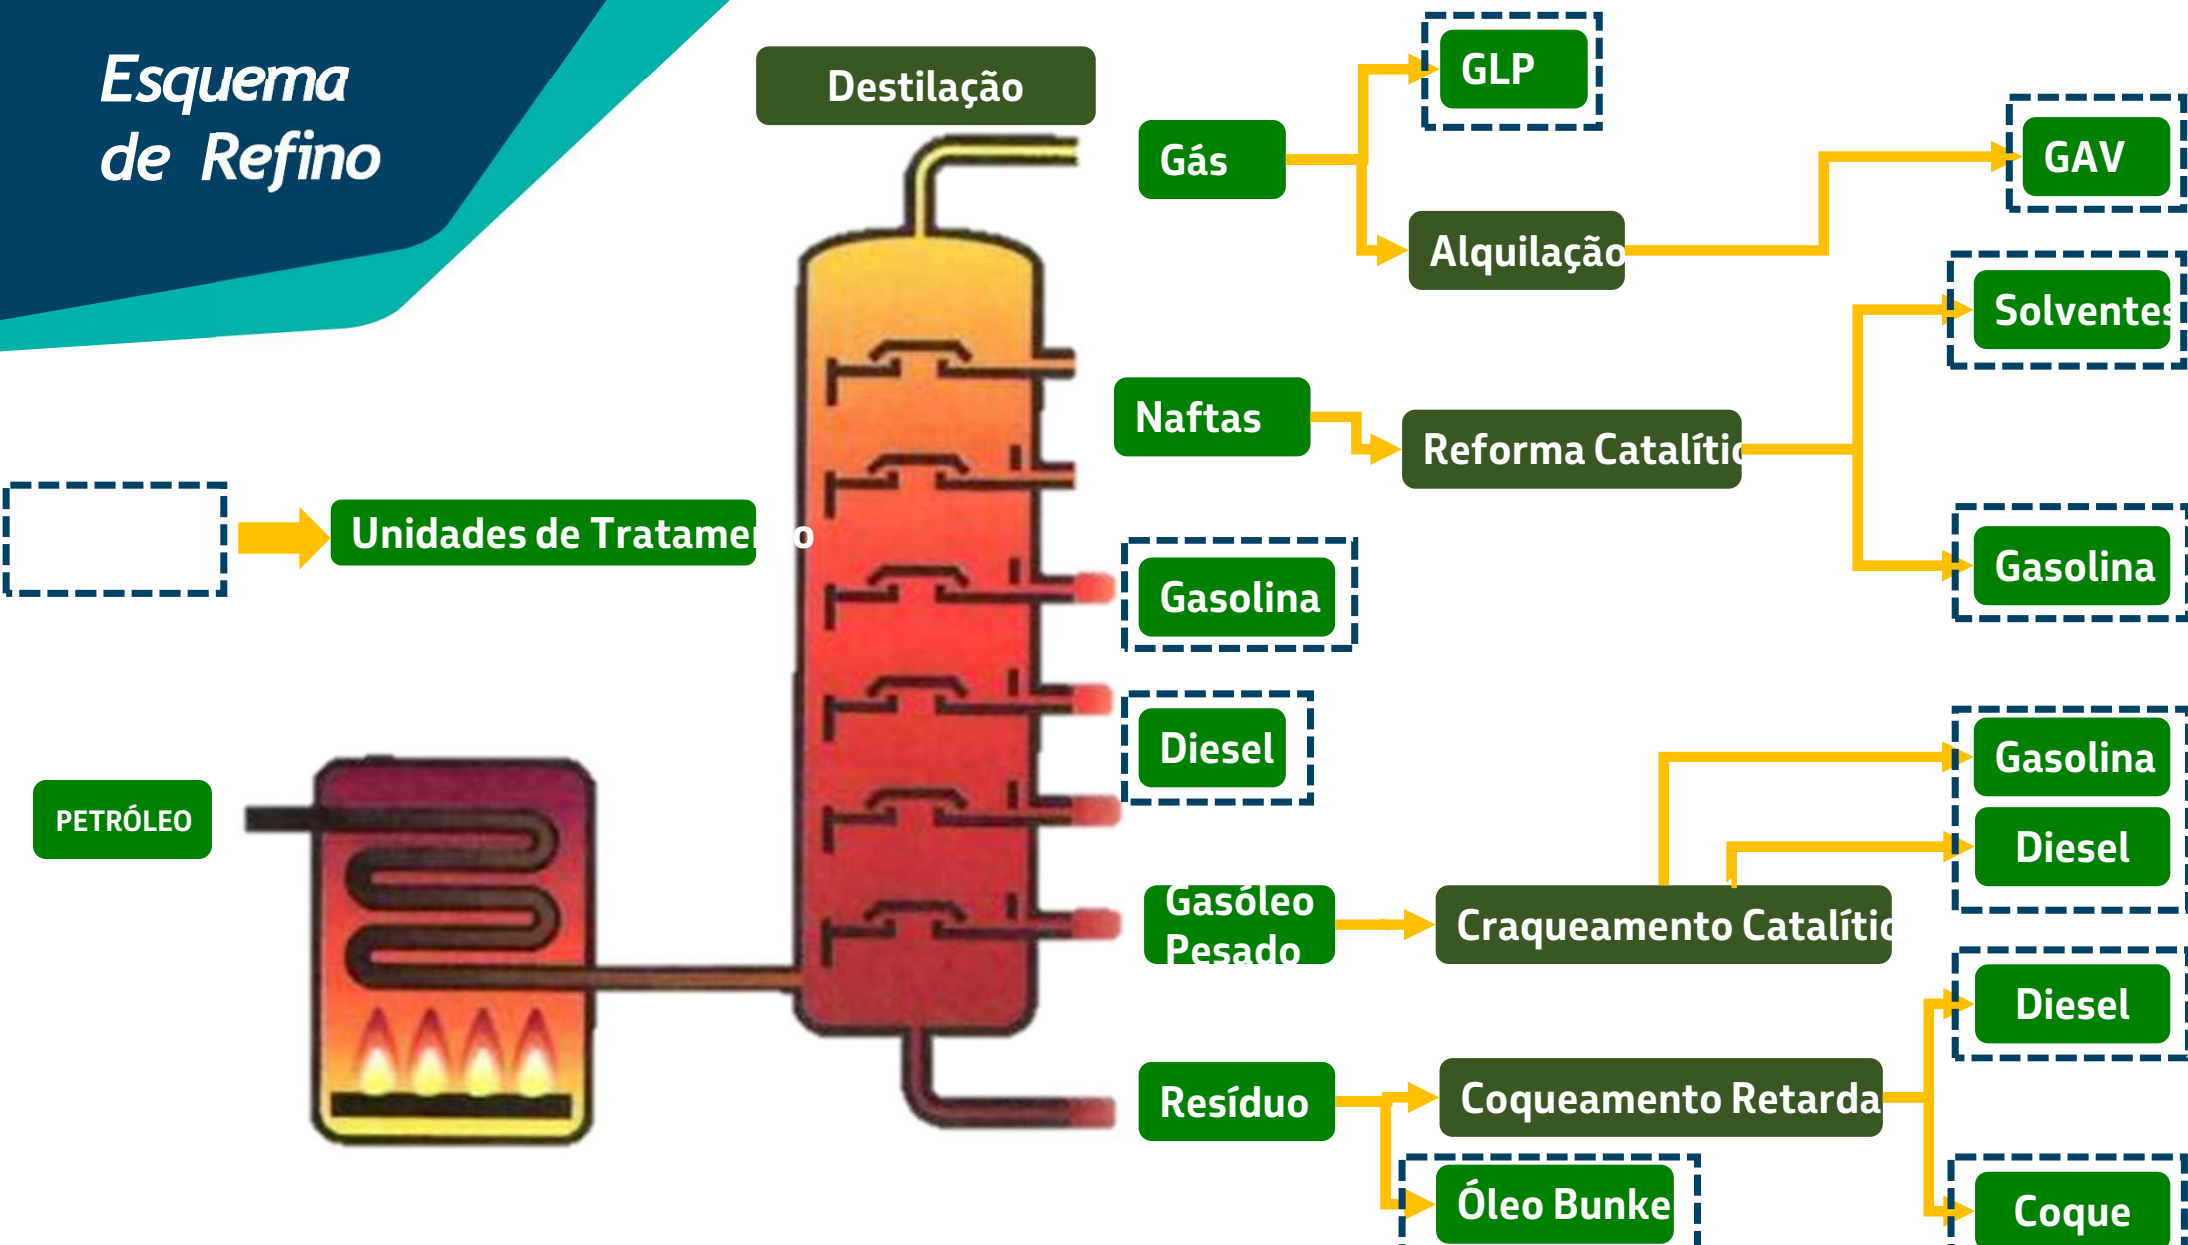 Esquema
de Refino
Destilação
GLP
Gás
GAV
Alquilação
Solventes
Naftas
Reforma Catalític
Unidades de Tratamen o
Gasolina
Gasolina
Diesel
Gasolina
PETRÓLEO
Diesel
Gasóleo
Pesado
Craqueamento Catalític
Diesel
Resíduo
Coqueamento Retarda
Óleo Bunke
Coque